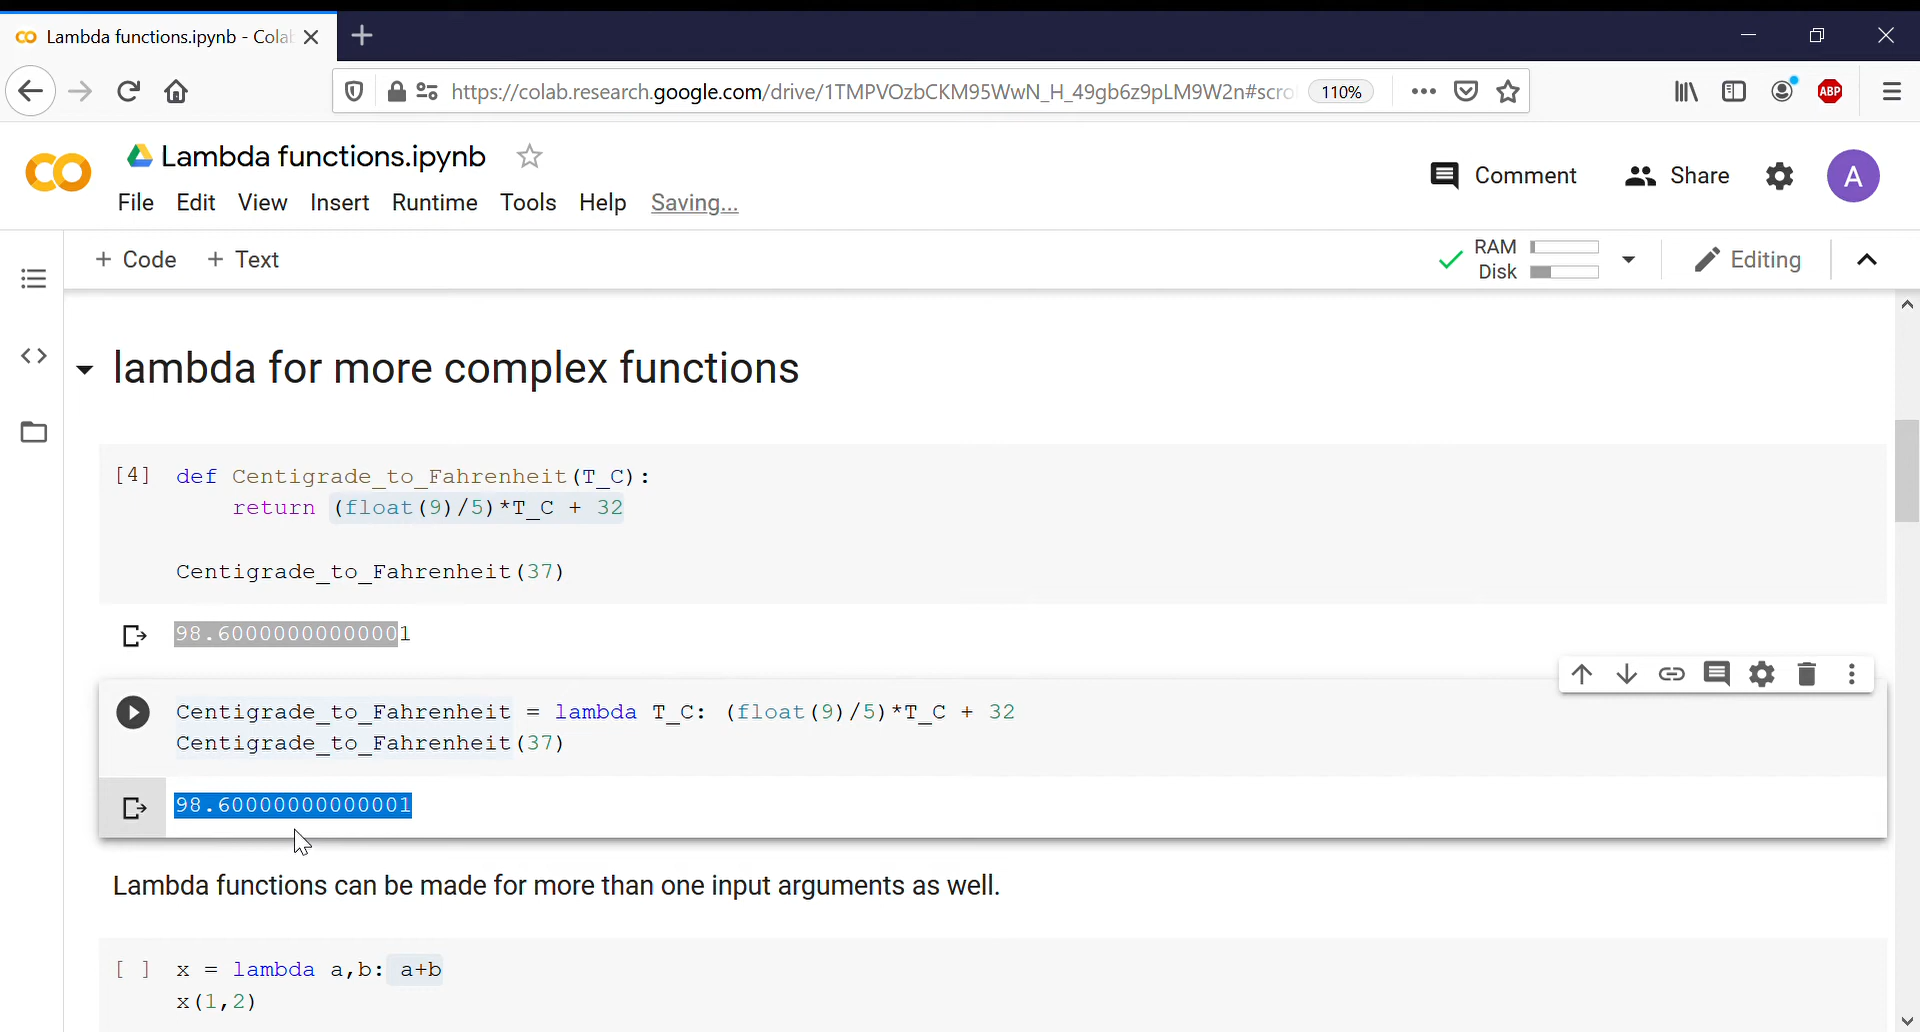 Lambda functions.ipynb - Cola
https://colab.research.google.com/drive/1TMPVOzbCKM95WwN_H_49gb6z9pLM9W2n#scro 110% ABP
Lambda functions.ipynb
Comment Share A
File Edit View Insert Runtime Tools Help Saving...
+ Code + Text
RAM
Disk
Editing
lambda for more complex functions
[4] def Centigrade_to_Fahrenheit(T_C):
return (float(9)/5)*T_C + 32
Centigrade_to_Fahrenheit(37)
98.60000000000001
Centigrade_to_Fahrenheit = lambda T_C: (float(9)/5)*T_C + 32
Centigrade_to_Fahrenheit(37)
98.60000000000001
Lambda functions can be made for more than one input arguments as well.
[ ] x = lambda a,b: a+b
x(1,2)